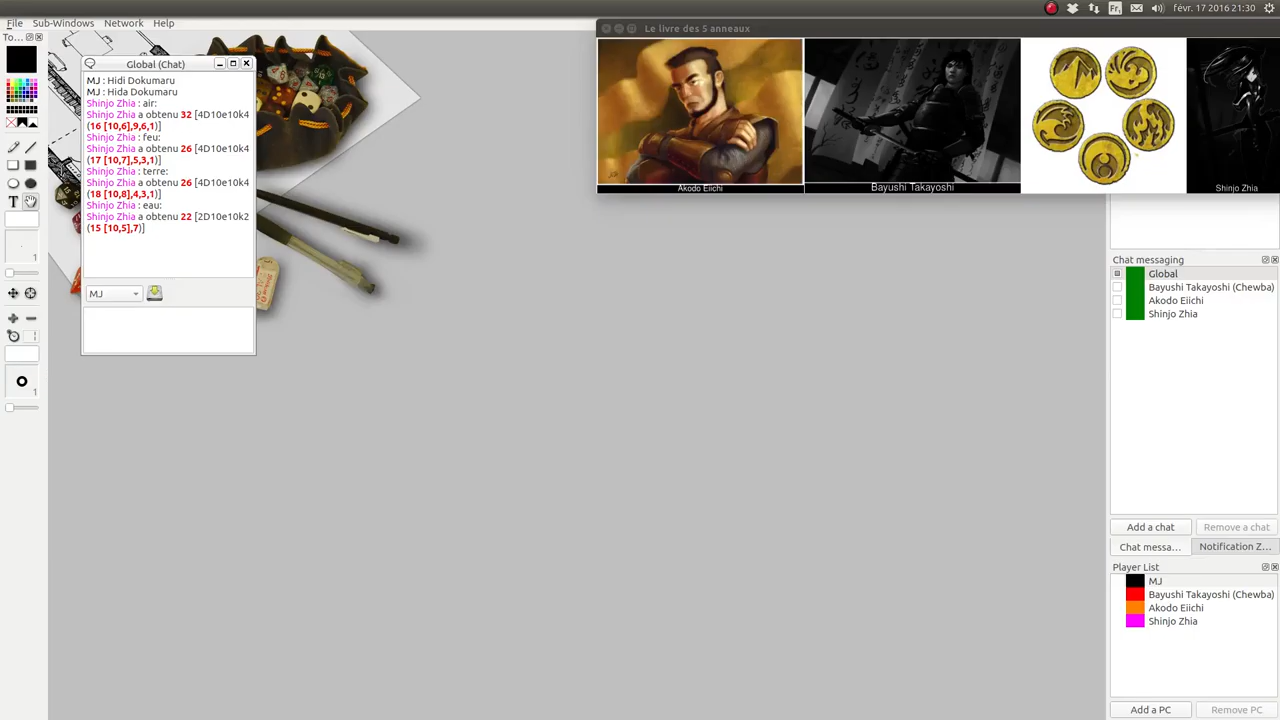 févr. 17 2016 21:30
Fr
File Sub-Windows Network Help
Le livre des 5 anneaux
To...
Global (Chat)
MJ : Hidi Dokumaru
MJ : Hida Dokumaru
Shinjo Zhia : air:
Shinjo Zhia a obtenu 32 [4D10e10k4
(16 [10,6],9,6,1)]
Shinjo Zhia : feu:
Shinjo Zhia a obtenu 26 [4D10e10k4
(17 [10,7],5,3,1)]
Shinjo Zhia : terre:
Shinjo Zhia a obtenu 26 [4D10e10k4
(18 [10,8],4,3,1)]
Shinjo Zhia : eau:
Shinjo Zhia a obtenu 22 [2D10e10k2
(15 [10,5],7)]
MJ
T
1
1
1
Akodo Eiichi
Bayushi Takayoshi
Shinjo Zhia
Chat messaging
Global
Bayushi Takayoshi (Chewba)
Akodo Eiichi
Shinjo Zhia
Add a chat
Remove a chat
Chat messa...
Notification Z...
Player List
MJ
Bayushi Takayoshi (Chewba)
Akodo Eiichi
Shinjo Zhia
Add a PC
Remove PC